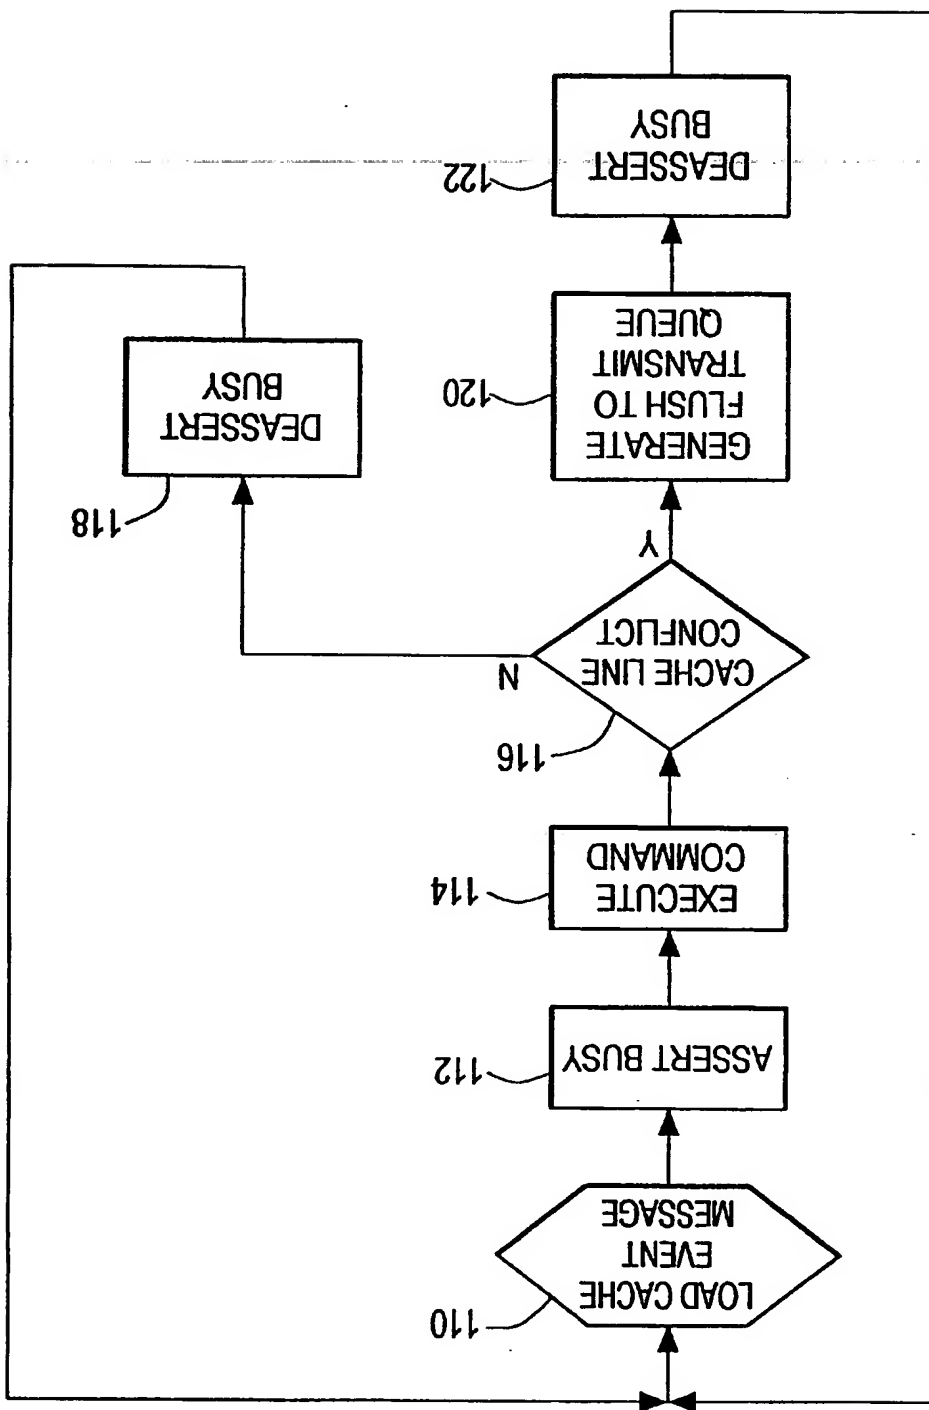 110
LOAD CACHE
EVENT
MESSAGE
112
ASSERT BUSY
114
EXECUTE
COMMAND
116
CACHE LINE
CONFLICT
N
Y
118
DEASSERT
BUSY
120
GENERATE
FLUSH TO
TRANSMIT
QUEUE
122
DEASSERT
BUSY